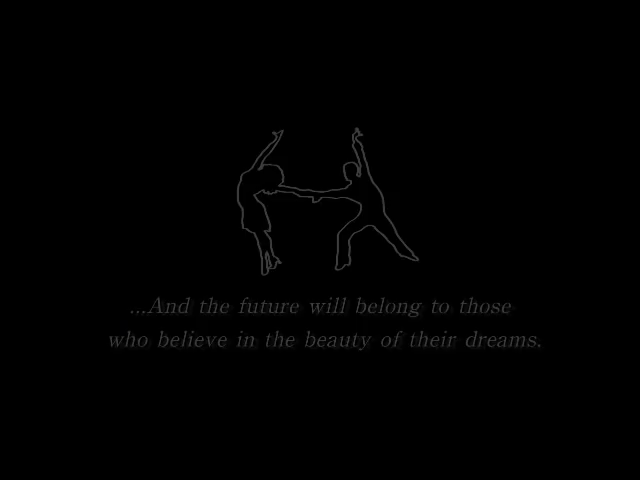 ...And the future will belong to those
who believe in the beauty of their dreams.